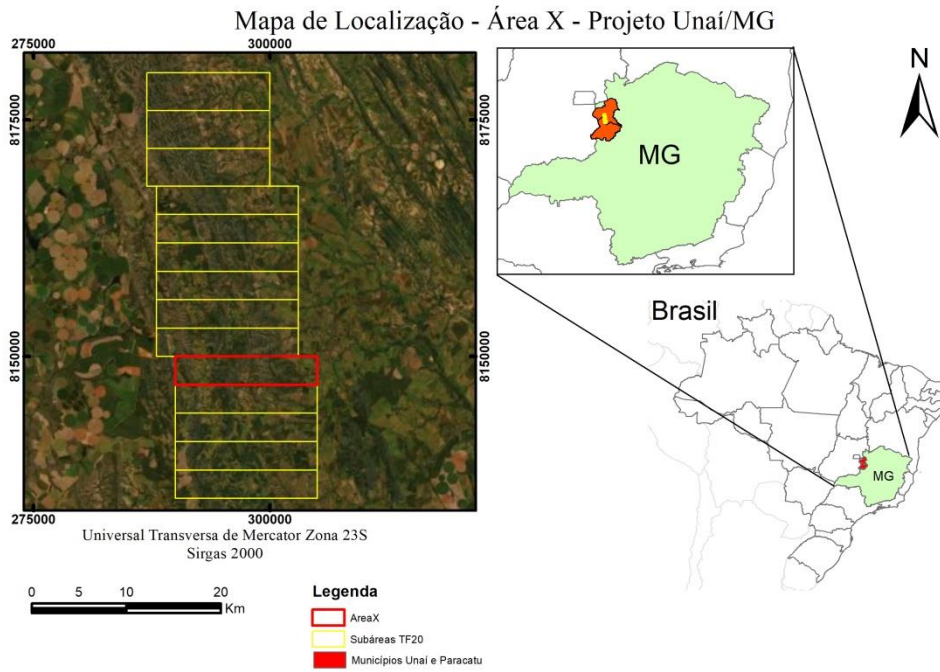 Mapa de Localização - Área X - Projeto Unaí/MG
275000
300000
8175000
8175000
N
MG
8150000
8150000
Brasil
MG
275000
300000
Universal Transversa de Mercator Zona 23S
Sirgas 2000
0 5 10 20
Km
Legenda
AreaX
Subáreas TF20
Municípios Unaí e Paracatu